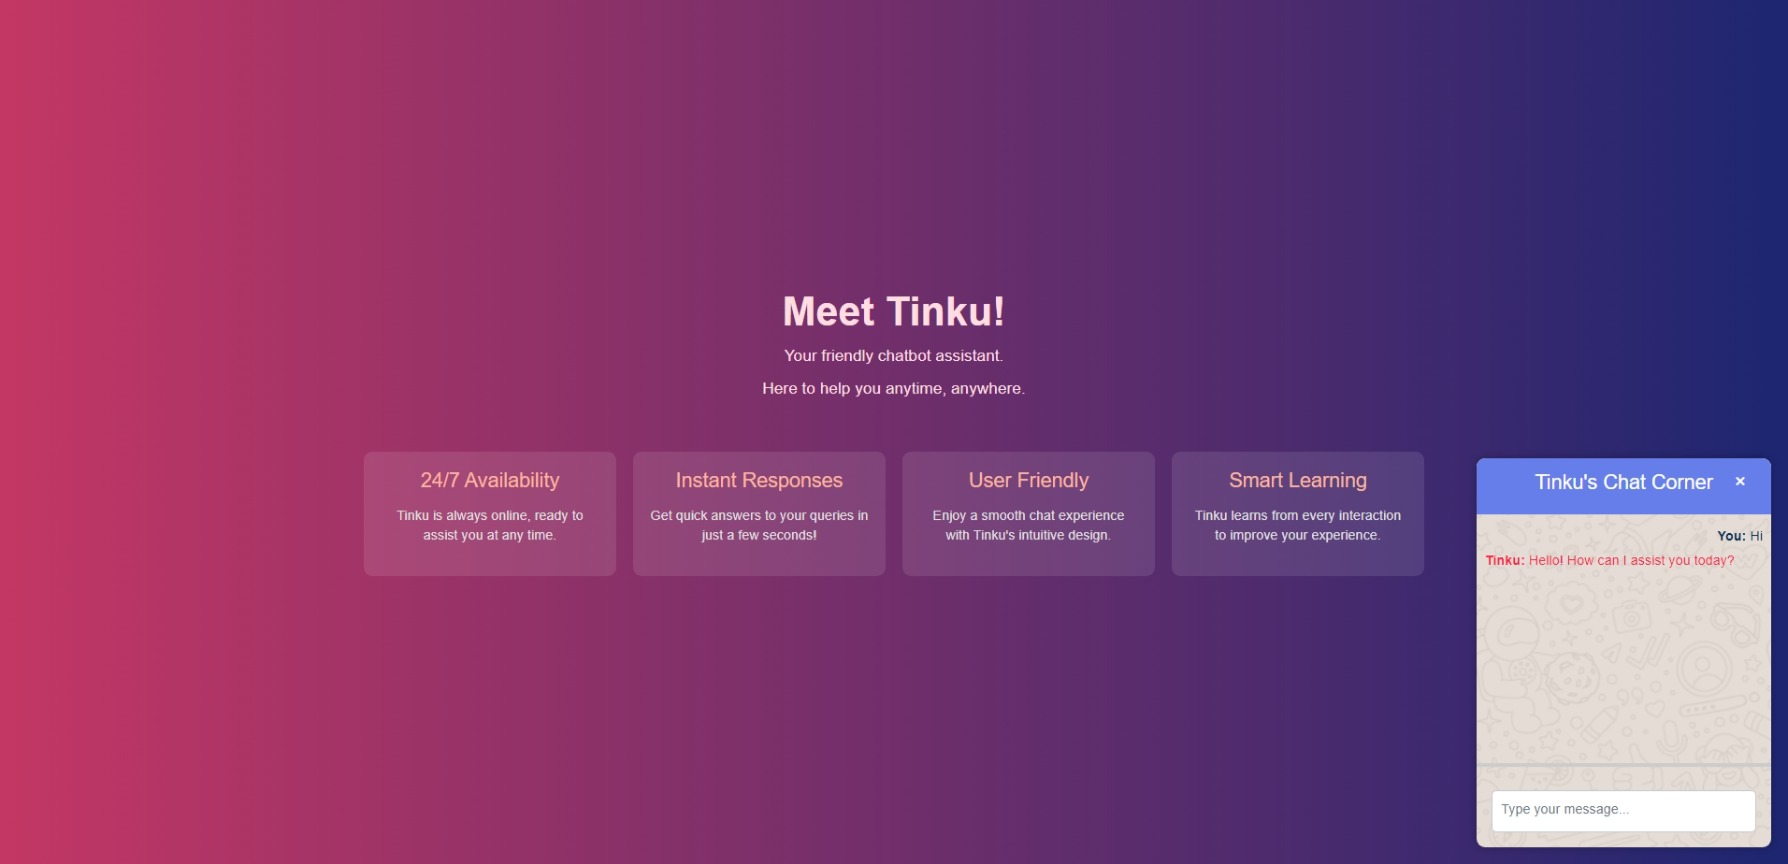 Meet Tinku!
Your friendly chatbot assistant.
Here to help you anytime, anywhere.
24/7 Availability
Tinku is always online, ready to
assist you at any time.
Instant Responses
Get quick answers to your queries in
just a few seconds!
User Friendly
Enjoy a smooth chat experience
with Tinku's intuitive design.
Smart Learning
Tinku learns from every interaction
to improve your experience.
Tinku's Chat Corner ×
You: Hi
Tinku: Hello! How can I assist you today?
Type your message...